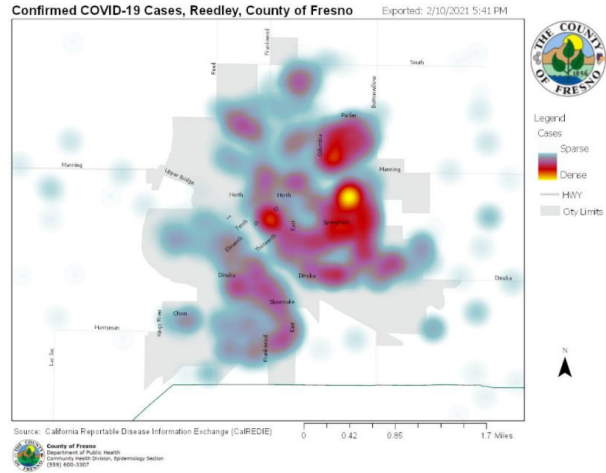 Confirmed COVID-19 Cases, Reedley, County of Fresno
Exported: 2/10/2021 5:41 PM
THE COUNTY
1856
OF FRESNO
Legend
Cases
Sparse
Dense
HWY
City Limits
Frankwood
Reed
South
Buttonwillow
Parlier
Columbia
Manning
Manning
Upper Bridge
North
North
I
Tenth
G
East
Springfield
Eleventh
Thirteenth
Dinuba
Dinuba
Dinuba
Shoemake
Olson
Kings River
Huntsman
East
Frankwood
Lac Jac
N
Source: California Reportable Disease Information Exchange (CalREDIE)
0 0.42 0.85 1.7 Miles
County of Fresno
Department of Public Health
Community Health Division, Epidemiology Section
(559) 600-3307